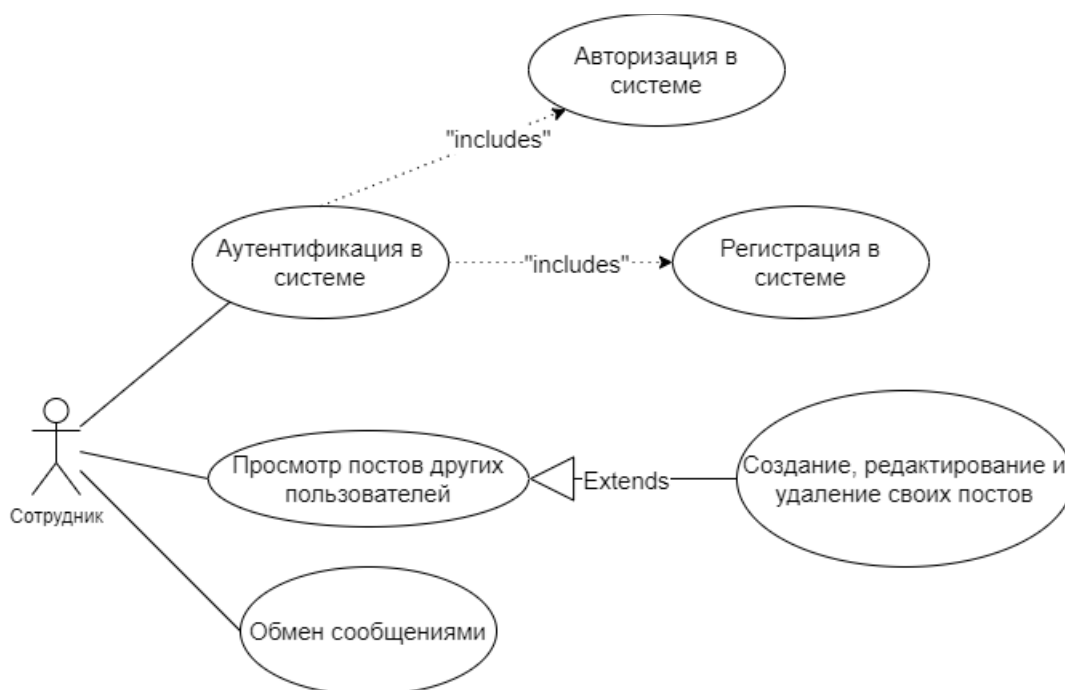 Авторизация в
системе
"includes"
Аутентификация в
системе
"includes"
Регистрация в
системе
Сотрудник
Просмотр постов других
пользователей
Extends
Создание, редактирование и
удаление своих постов
Обмен сообщениями